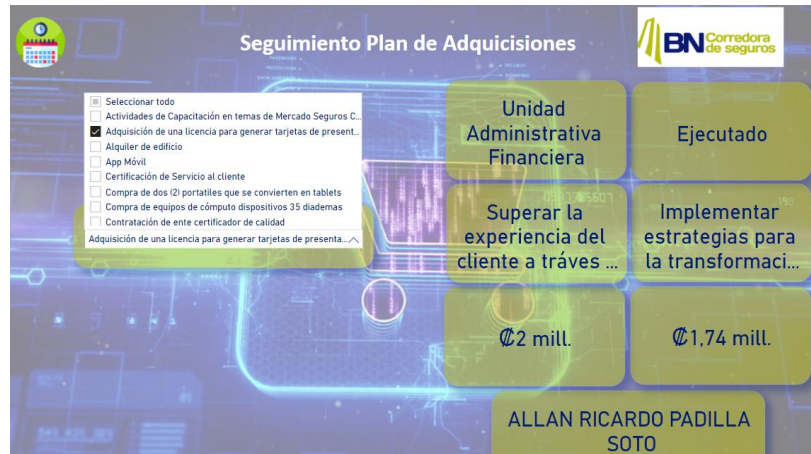 Seguimiento Plan de Adquicisiones
BN Corredora
de seguros
Seleccionar todo
Actividades de Capacitación en temas de Mercado Seguros C...
Adquisición de una licencia para generar tarjetas de present...
Alquiler de edificio
App Móvil
Certificación de Servicio al cliente
Compra de dos (2) portatiles que se convierten en tablets
Compra de equipos de cómputo dispositivos 35 diademas
Contratación de ente certificador de calidad
Adquisición de una licencia para generar tarjetas de presenta...
Unidad
Administrativa
Financiera
Ejecutado
Superar la
experiencia del
cliente a tráves ...
Implementar
estrategias para
la transformaci...
₡2 mill.
₡1,74 mill.
ALLAN RICARDO PADILLA
SOTO